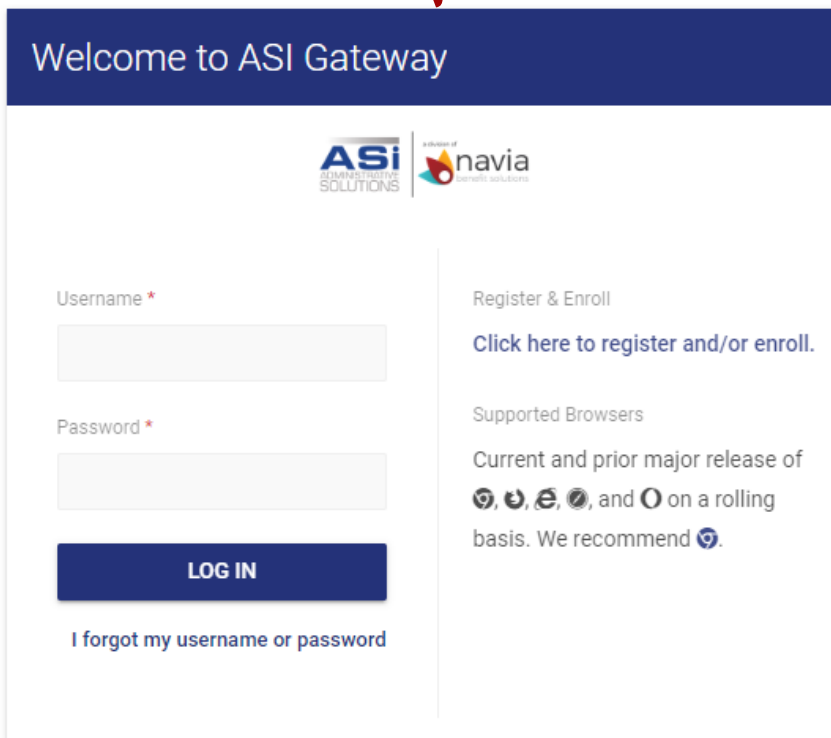 Welcome to ASI Gateway
ASi
ADMINISTRATIVE
SOLUTIONS
a division of
navia
benefit solutions
Username *
Password *
LOG IN
I forgot my username or password
Register & Enroll
Click here to register and/or enroll.
Supported Browsers
Current and prior major release of
, , , , and on a rolling
basis. We recommend .